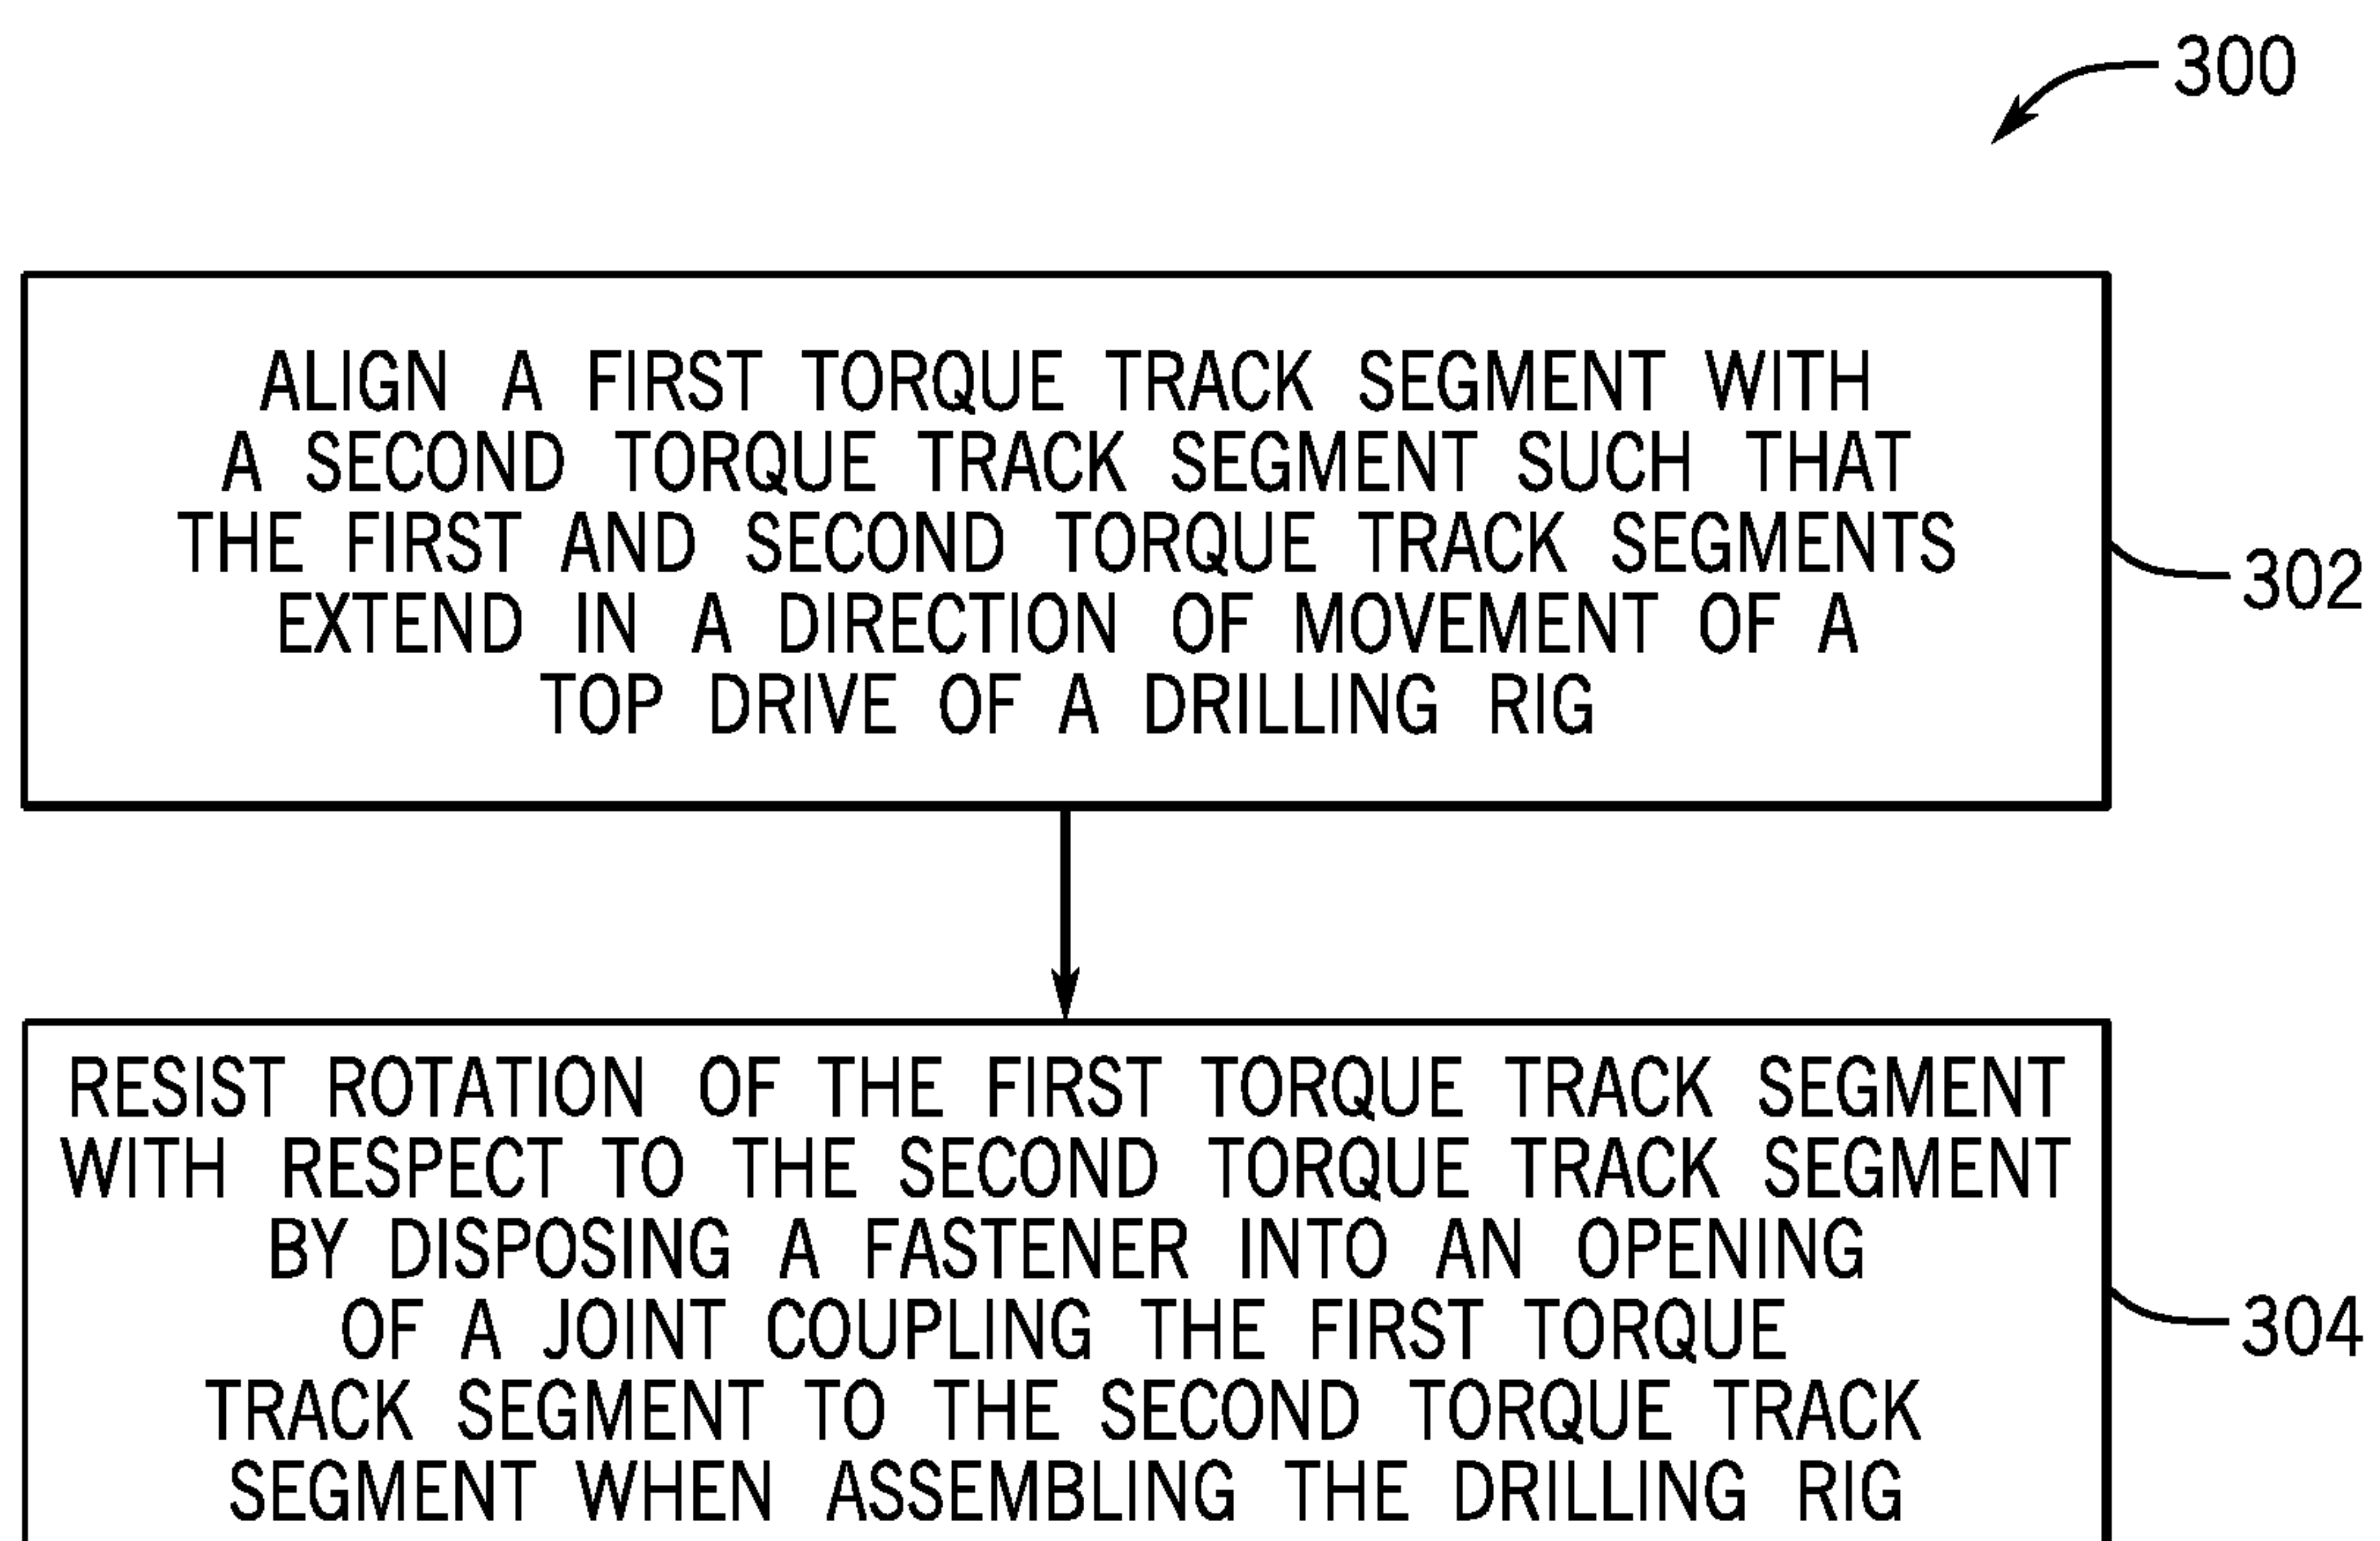 300
ALIGN A FIRST TORQUE TRACK SEGMENT WITH
A SECOND TORQUE TRACK SEGMENT SUCH THAT
THE FIRST AND SECOND TORQUE TRACK SEGMENTS
EXTEND IN A DIRECTION OF MOVEMENT OF A
TOP DRIVE OF A DRILLING RIG
302
RESIST ROTATION OF THE FIRST TORQUE TRACK SEGMENT
WITH RESPECT TO THE SECOND TORQUE TRACK SEGMENT
BY DISPOSING A FASTENER INTO AN OPENING
OF A JOINT COUPLING THE FIRST TORQUE
TRACK SEGMENT TO THE SECOND TORQUE TRACK
SEGMENT WHEN ASSEMBLING THE DRILLING RIG
304